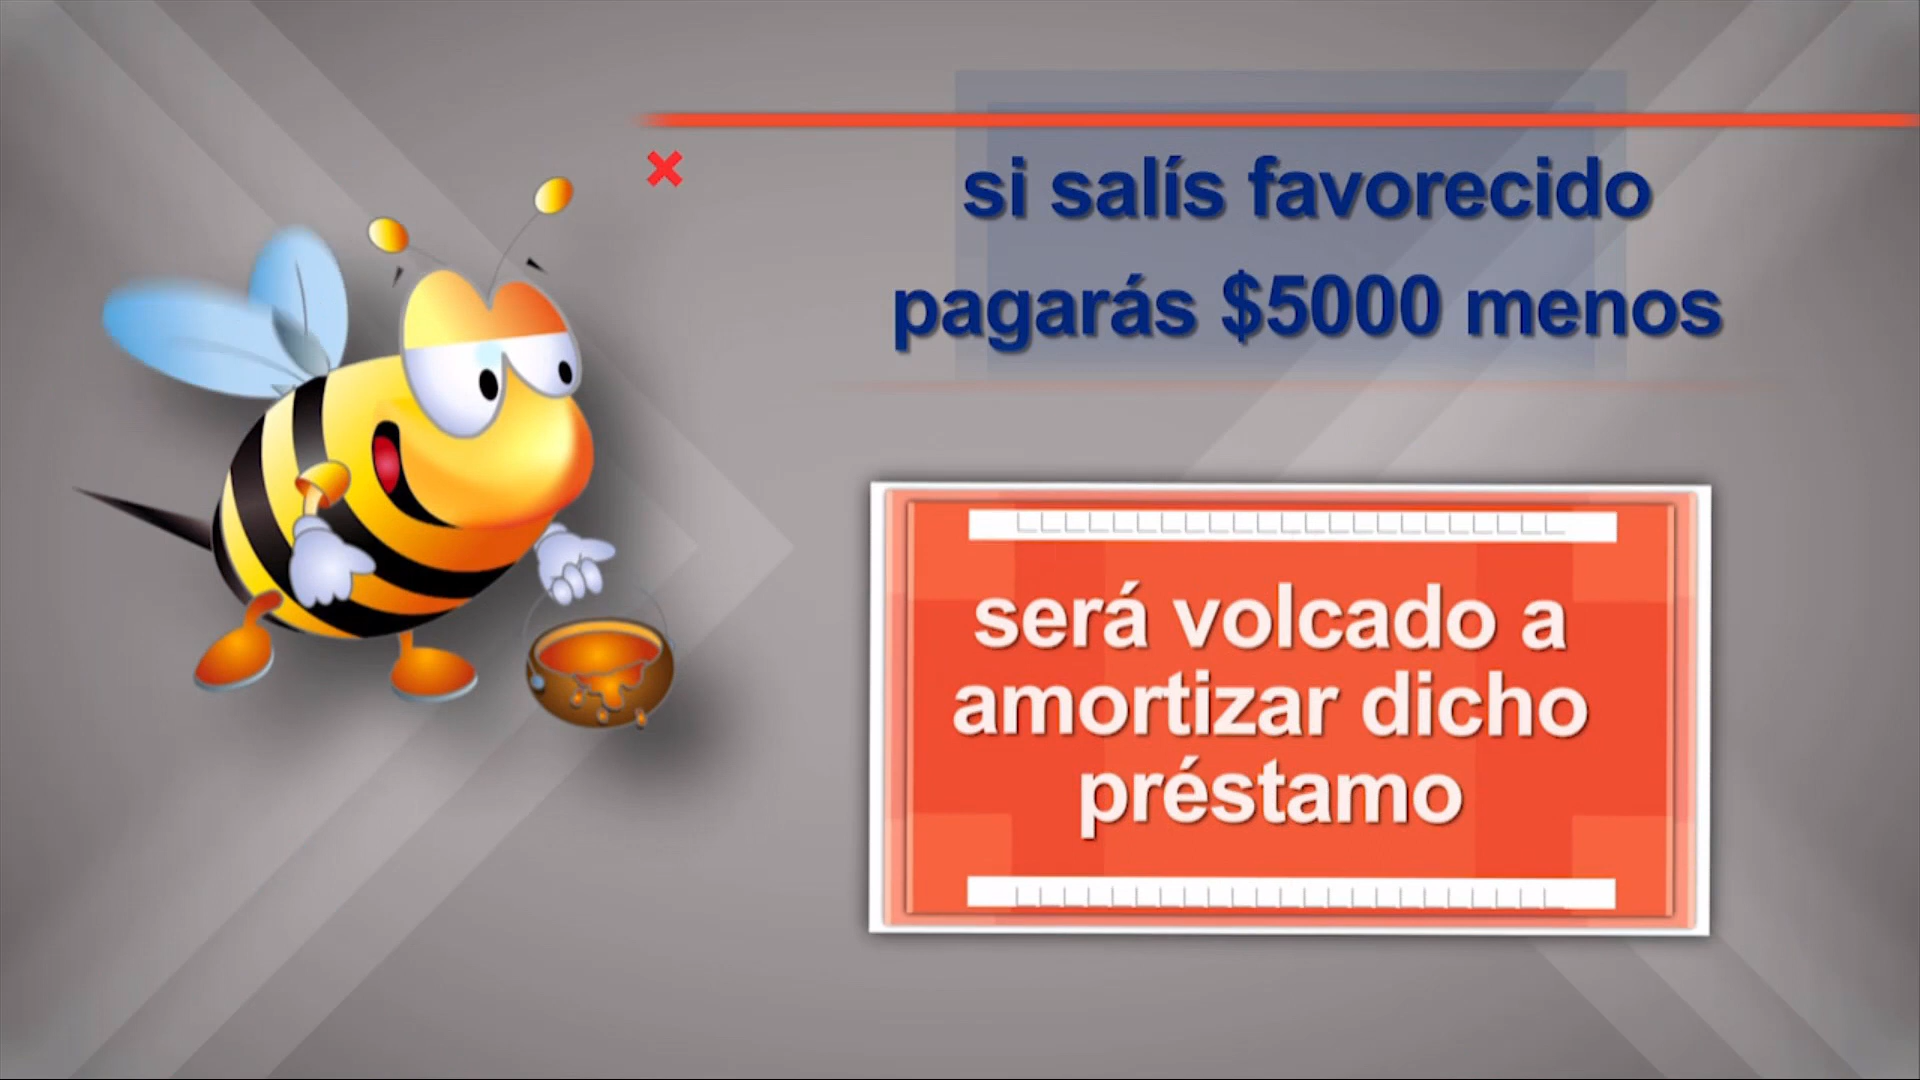 si salís favorecido
pagarás $5000 menos
será volcado a
amortizar dicho
préstamo